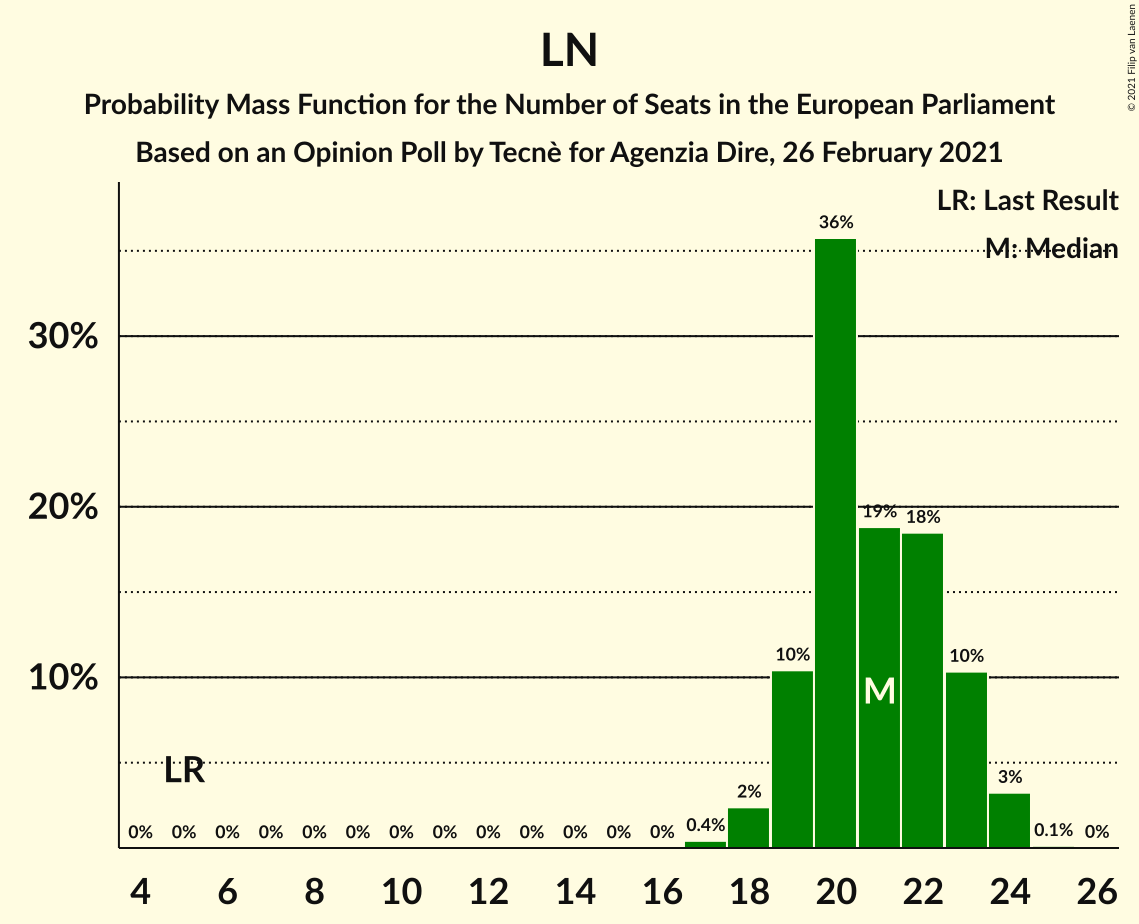 LN
Probability Mass Function for the Number of Seats in the European Parliament
Based on an Opinion Poll by Tecnè for Agenzia Dire, 26 February 2021
© 2021 Filip van Laenen
LR: Last Result
M: Median
36%
30%
20%
19% 18%
10%
10% 10%
M
LR
2% 3%
0% 0% 0% 0% 0% 0% 0% 0% 0% 0% 0% 0% 0% 0.4% 0.1% 0%
4 6 8 10 12 14 16 18 20 22 24 26